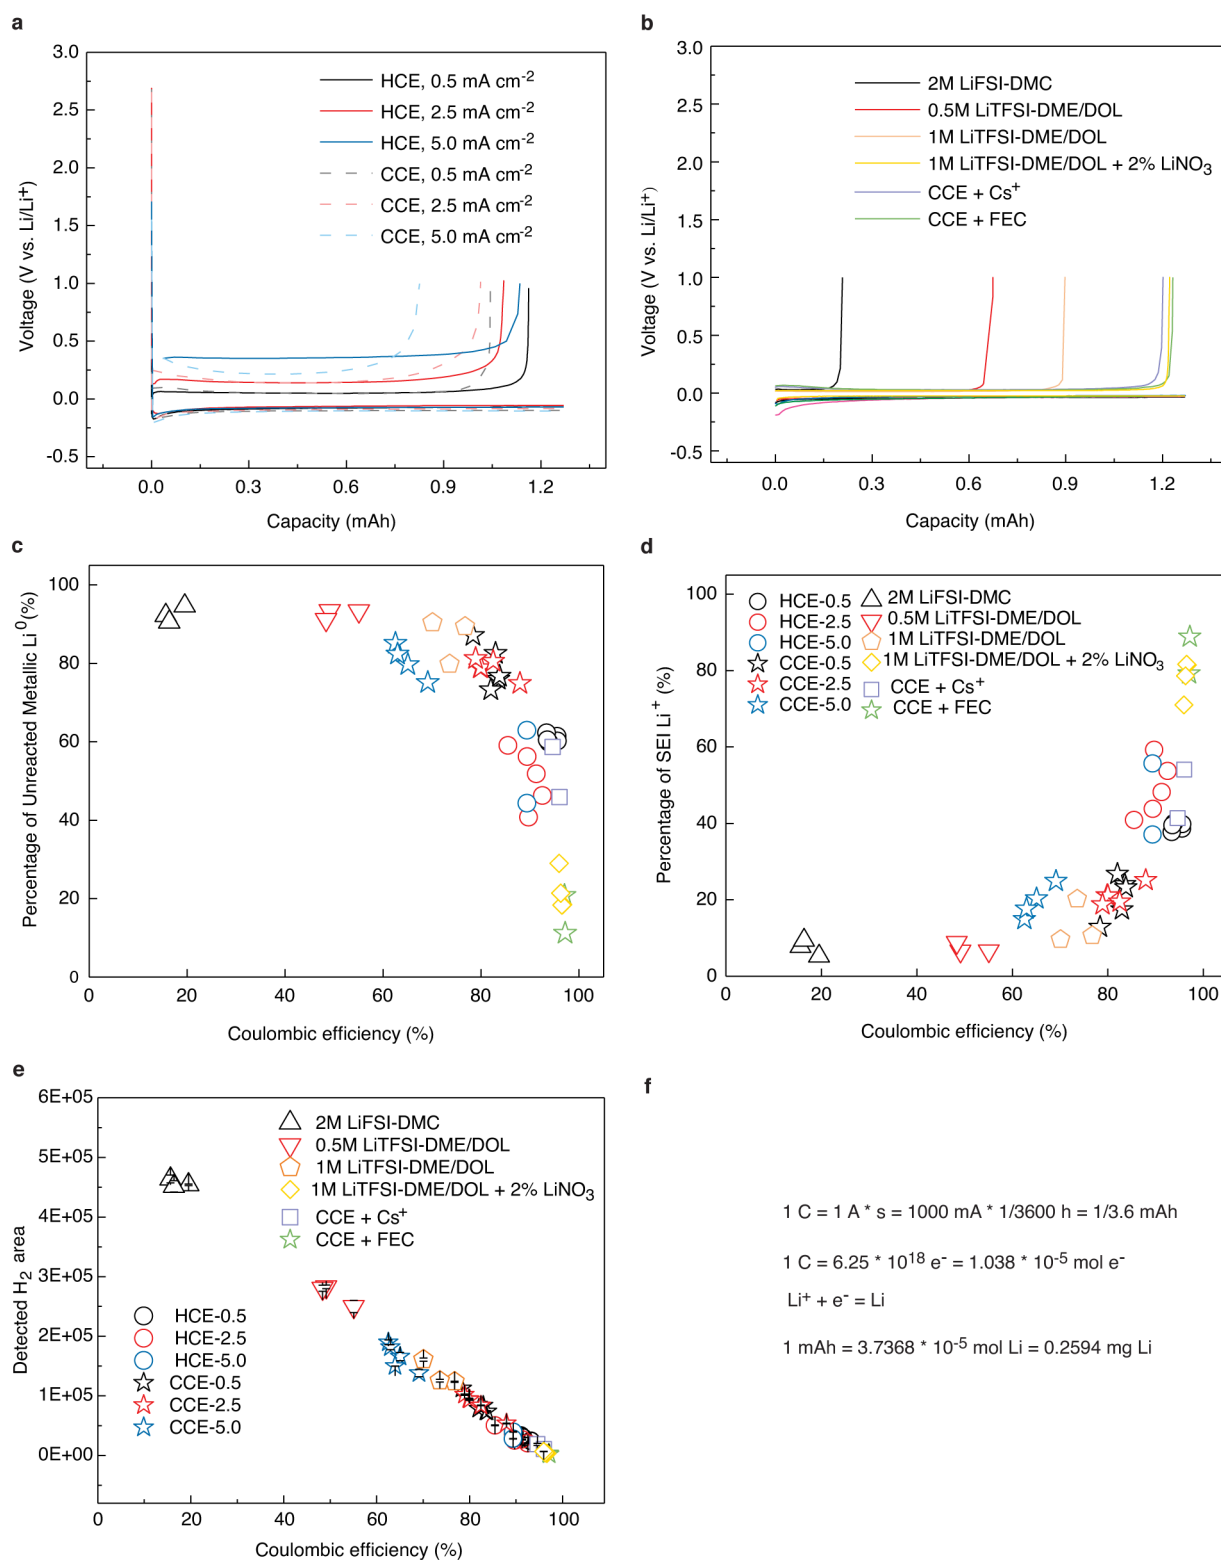 a
3.0
2.5
2.0
1.5
1.0
0.5
0.0
-0.5
Voltage (V vs. Li/Li⁺)
HCE, 0.5 mA cm⁻²
HCE, 2.5 mA cm⁻²
HCE, 5.0 mA cm⁻²
CCE, 0.5 mA cm⁻²
CCE, 2.5 mA cm⁻²
CCE, 5.0 mA cm⁻²
0.0 0.3 0.6 0.9 1.2
Capacity (mAh)
b
3.0
2.5
2.0
1.5
1.0
0.5
0.0
-0.5
Voltage (V vs. Li/Li⁺)
2M LiFSI-DMC
0.5M LiTFSI-DME/DOL
1M LiTFSI-DME/DOL
1M LiTFSI-DME/DOL + 2% LiNO₃
CCE + Cs⁺
CCE + FEC
0.0 0.3 0.6 0.9 1.2
Capacity (mAh)
c
100
80
60
40
20
0
Percentage of Unreacted Metallic Li ⁰(%)
0 20 40 60 80 100
Coulombic efficiency (%)
d
100
80
60
40
20
0
Percentage of SEI Li ⁺ (%)
HCE-0.5
HCE-2.5
HCE-5.0
CCE-0.5
CCE-2.5
CCE-5.0
2M LiFSI-DMC
0.5M LiTFSI-DME/DOL
1M LiTFSI-DME/DOL
1M LiTFSI-DME/DOL + 2% LiNO₃
CCE + Cs⁺
CCE + FEC
0 20 40 60 80 100
Coulombic efficiency (%)
e
6E+05
5E+05
4E+05
3E+05
2E+05
1E+05
0E+00
Detected H₂ area
2M LiFSI-DMC
0.5M LiTFSI-DME/DOL
1M LiTFSI-DME/DOL
1M LiTFSI-DME/DOL + 2% LiNO₃
CCE + Cs⁺
CCE + FEC
HCE-0.5
HCE-2.5
HCE-5.0
CCE-0.5
CCE-2.5
CCE-5.0
0 20 40 60 80 100
Coulombic efficiency (%)
f
1 C = 1 A * s = 1000 mA * 1/3600 h = 1/3.6 mAh
1 C = 6.25 * 10¹⁸ e⁻ = 1.038 * 10⁻⁵ mol e⁻
Li⁺ + e⁻ = Li
1 mAh = 3.7368 * 10⁻⁵ mol Li = 0.2594 mg Li